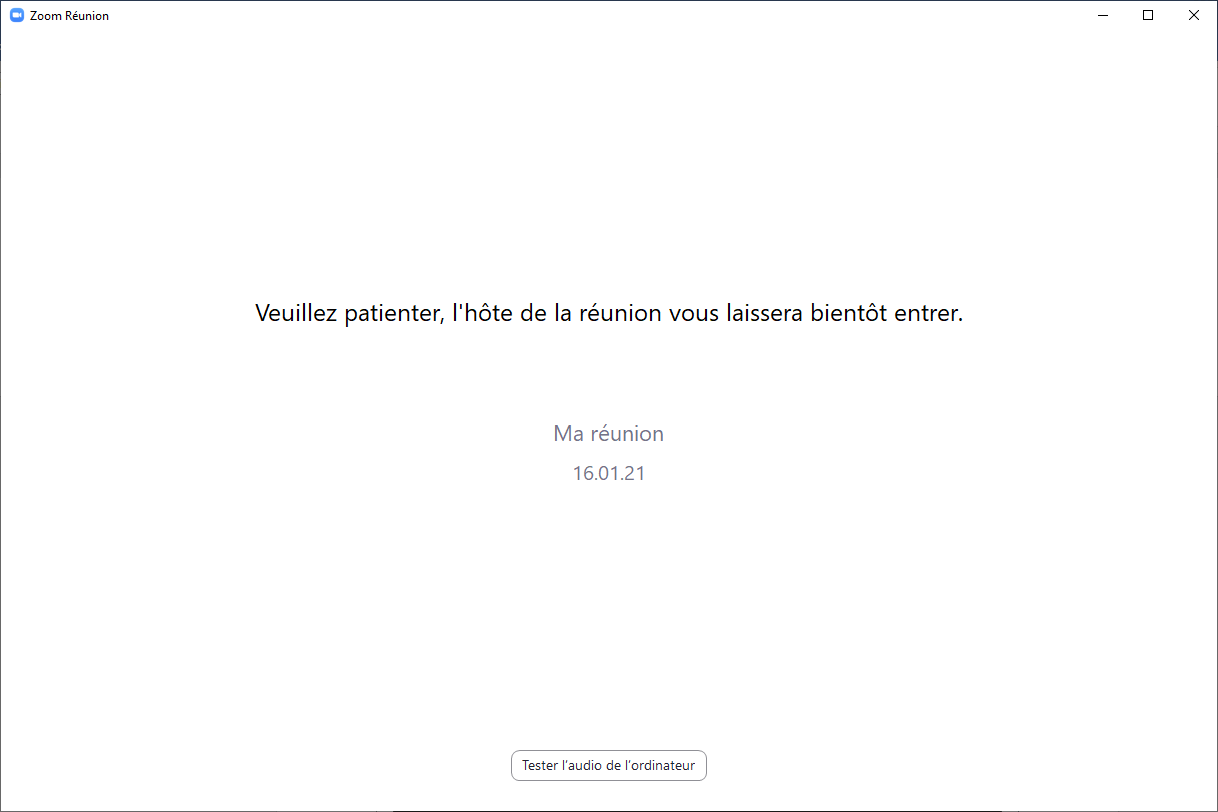 Zoom Réunion
Veuillez patienter, l'hôte de la réunion vous laissera bientôt entrer.
Ma réunion
16.01.21
Tester l'audio de l'ordinateur